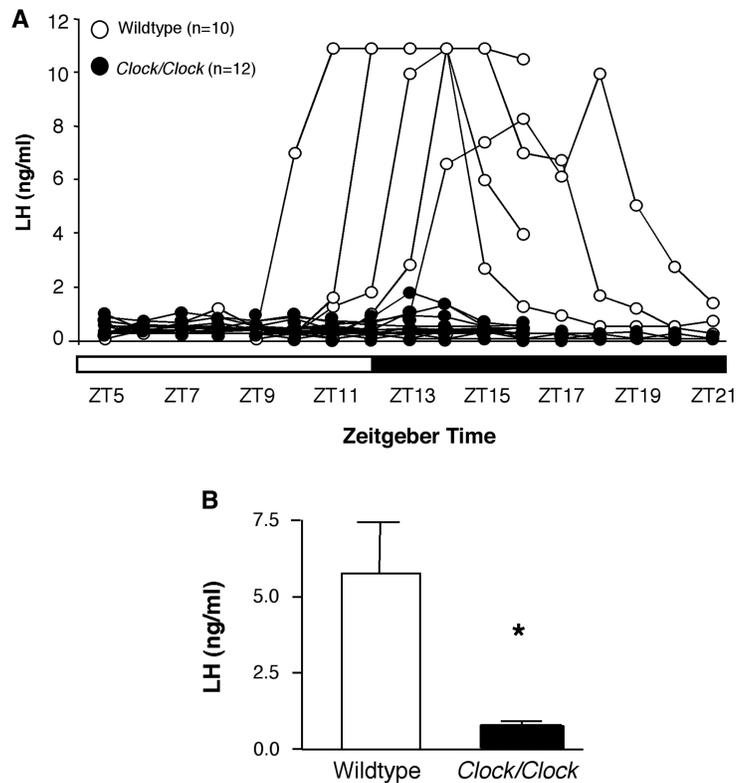 A
12
10
8
6
4
2
0
LH (ng/ml)
Wildtype (n=10)
Clock/Clock (n=12)
ZT5 ZT7 ZT9 ZT11 ZT13 ZT15 ZT17 ZT19 ZT21
Zeitgeber Time
B
7.5
5.0
2.5
0.0
LH (ng/ml)
*
Wildtype Clock/Clock